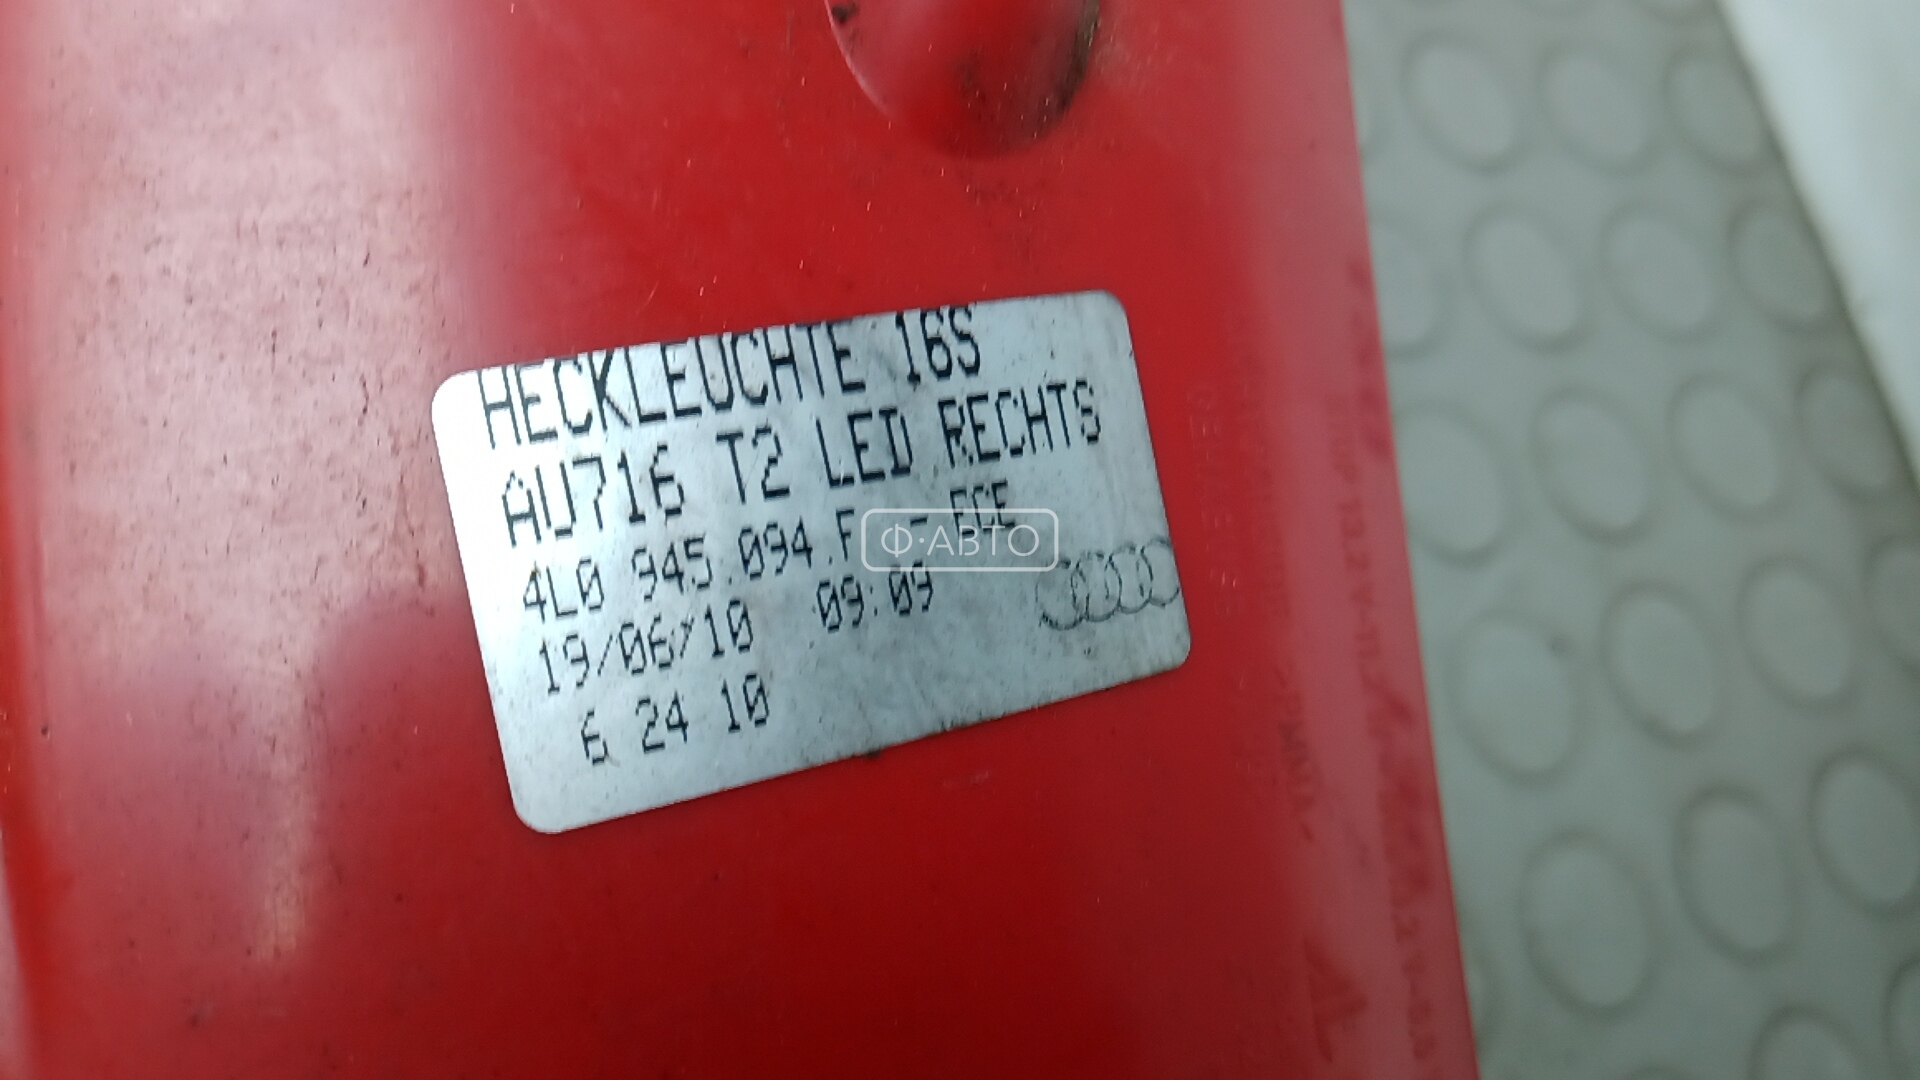 HECKLEUCHTE 16S
AU716 T2 LED RECHTS
4L0 945.094.F - ECE
19/06/10 09:09
6 24 10
Ф·АВТО